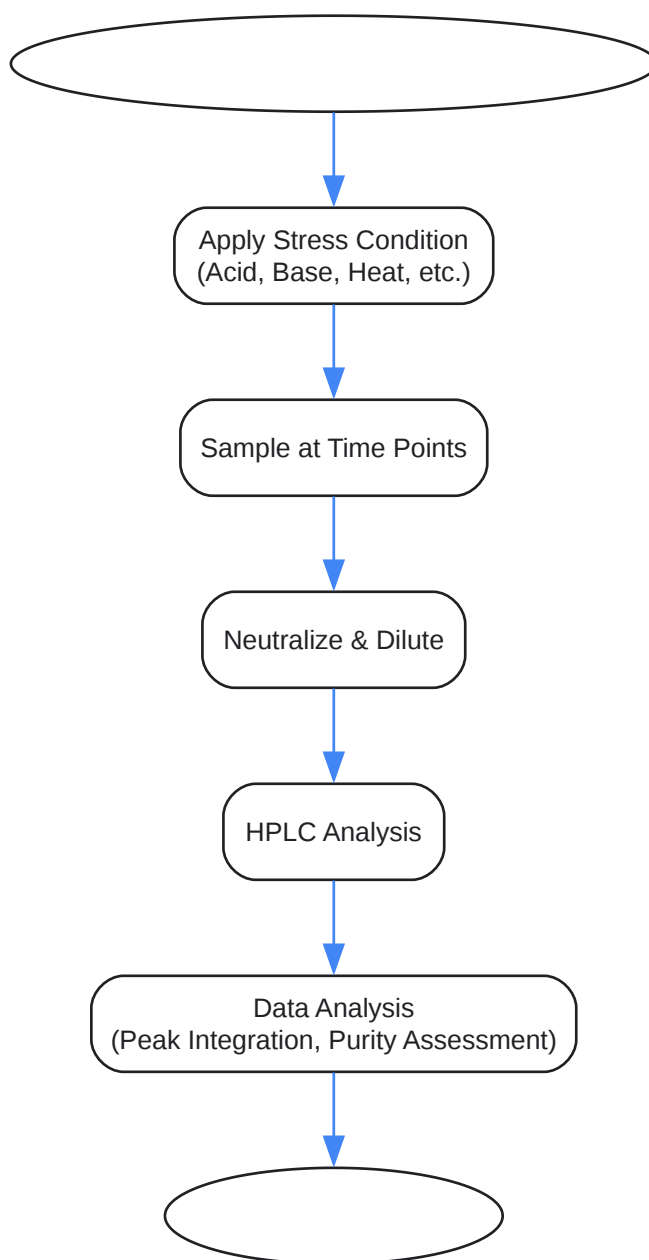 Apply Stress Condition
(Acid, Base, Heat, etc.)
Sample at Time Points
Neutralize & Dilute
HPLC Analysis
Data Analysis
(Peak Integration, Purity Assessment)